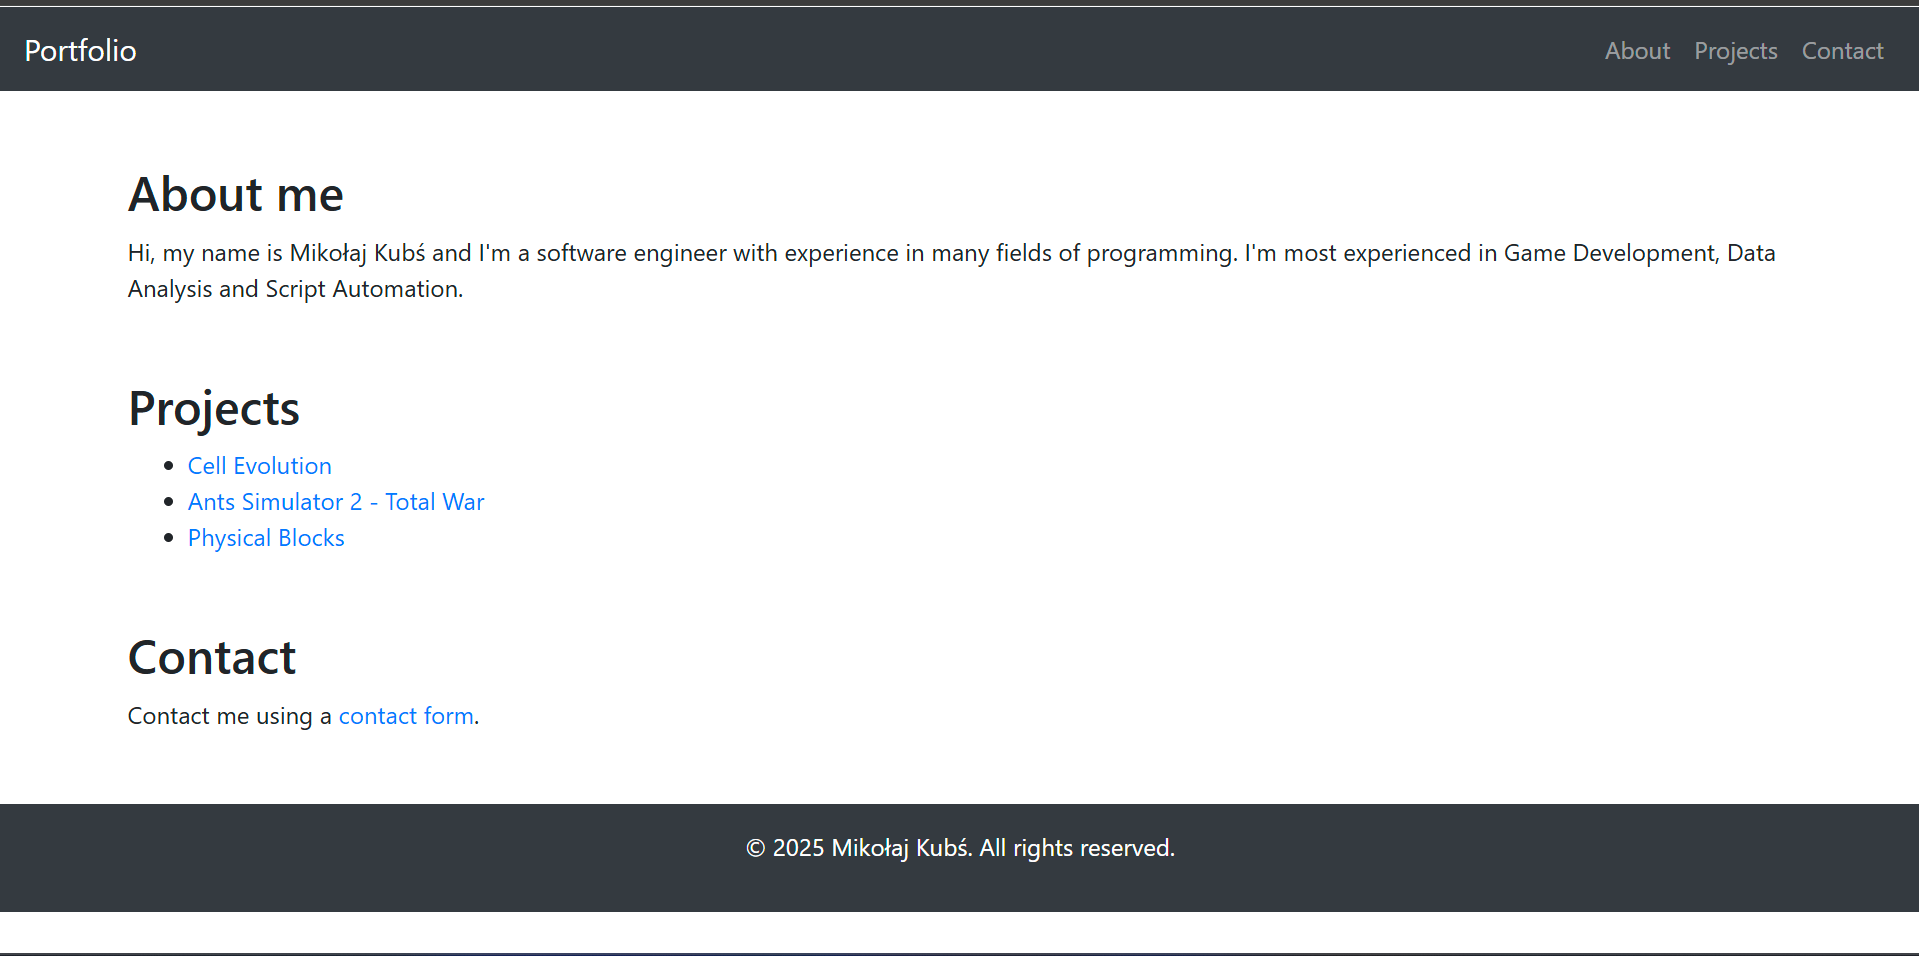 Portfolio
About Projects Contact
About me
Hi, my name is Mikołaj Kubś and I'm a software engineer with experience in many fields of programming. I'm most experienced in Game Development, Data
Analysis and Script Automation.
Projects
Cell Evolution
Ants Simulator 2 - Total War
Physical Blocks
Contact
Contact me using a contact form.
© 2025 Mikołaj Kubś. All rights reserved.